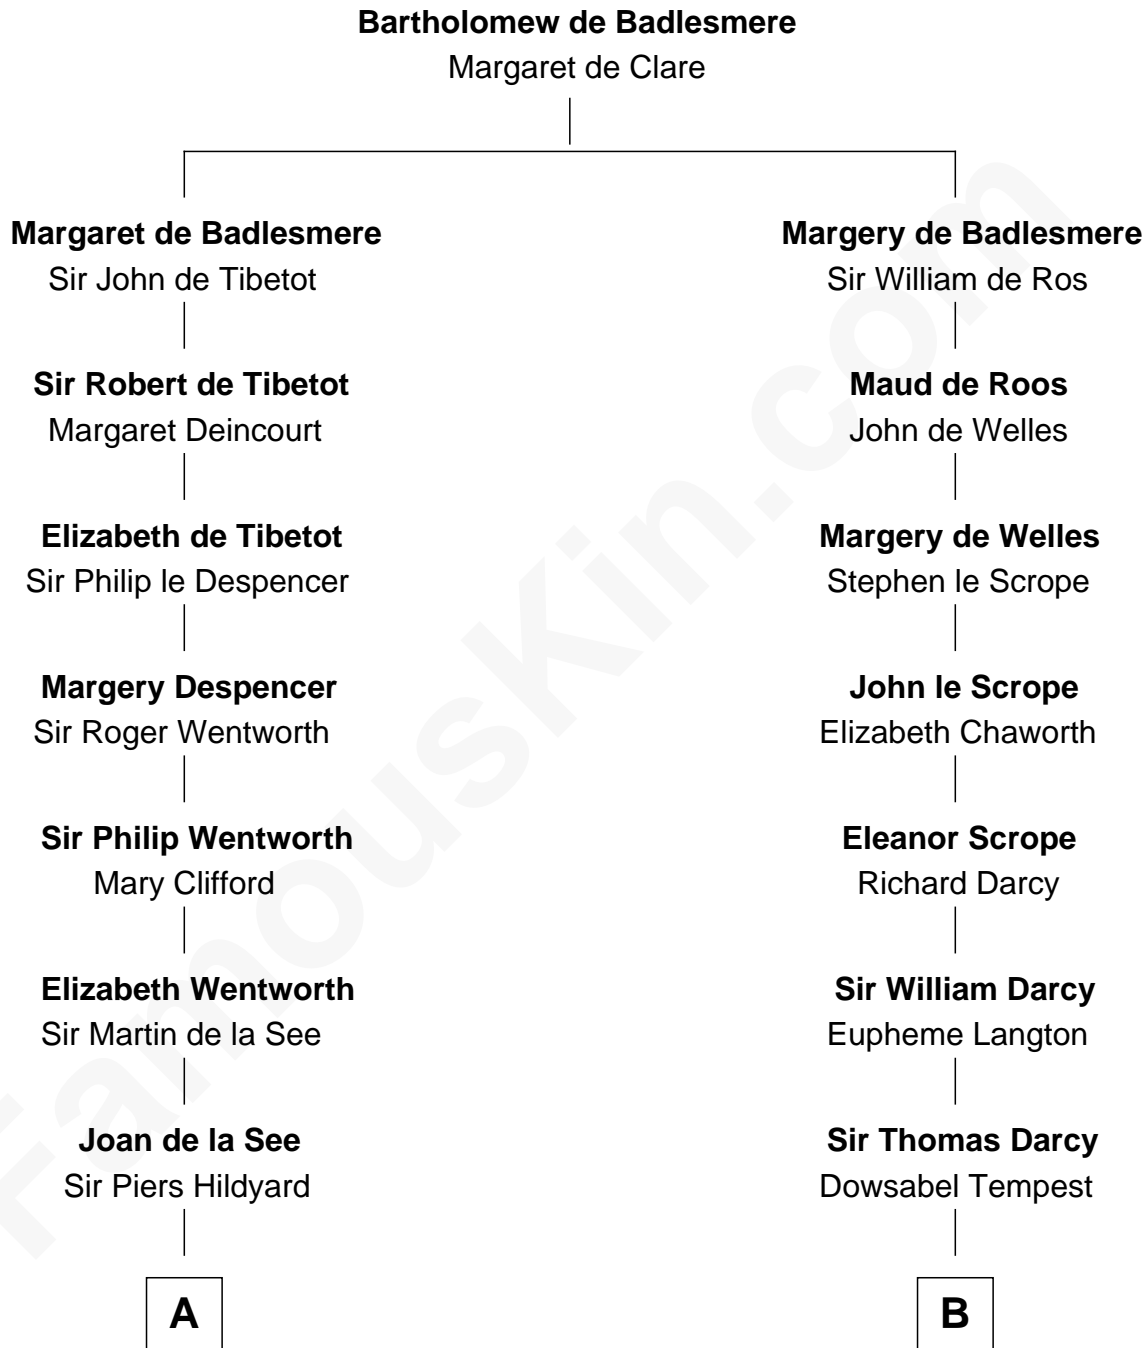 Bartholomew de Badlesmere
Margaret de Clare
Margaret de Badlesmere
Sir John de Tibetot
Margery de Badlesmere
Sir William de Ros
Sir Robert de Tibetot
Margaret Deincourt
Maud de Roos
John de Welles
Elizabeth de Tibetot
Sir Philip le Despencer
Margery de Welles
Stephen le Scrope
Margery Despencer
Sir Roger Wentworth
John le Scrope
Elizabeth Chaworth
Sir Philip Wentworth
Mary Clifford
Eleanor Scrope
Richard Darcy
Elizabeth Wentworth
Sir Martin de la See
Sir William Darcy
Eupheme Langton
Joan de la See
Sir Piers Hildyard
Sir Thomas Darcy
Dowsabel Tempest
A
B
FamousKin.com